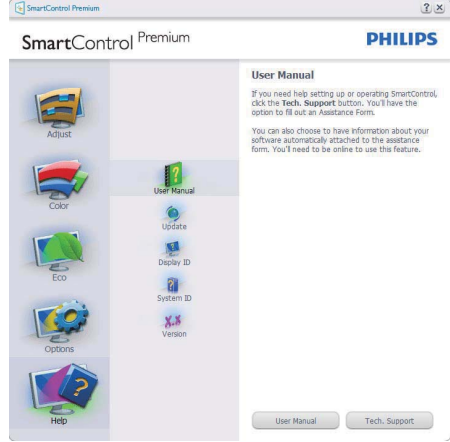 SmartControl Premium
SmartControl Premium
PHILIPS
Adjust
Color
Eco
Options
Help
User Manual
Update
Display ID
System ID
Version
User Manual
If you need help setting up or operating SmartControl,
click the Tech. Support button. You'll have the
option to fill out an Assistance Form.
You can also choose to have information about your
software automatically attached to the assistance
form. You'll need to be online to use this feature.
User Manual
Tech. Support